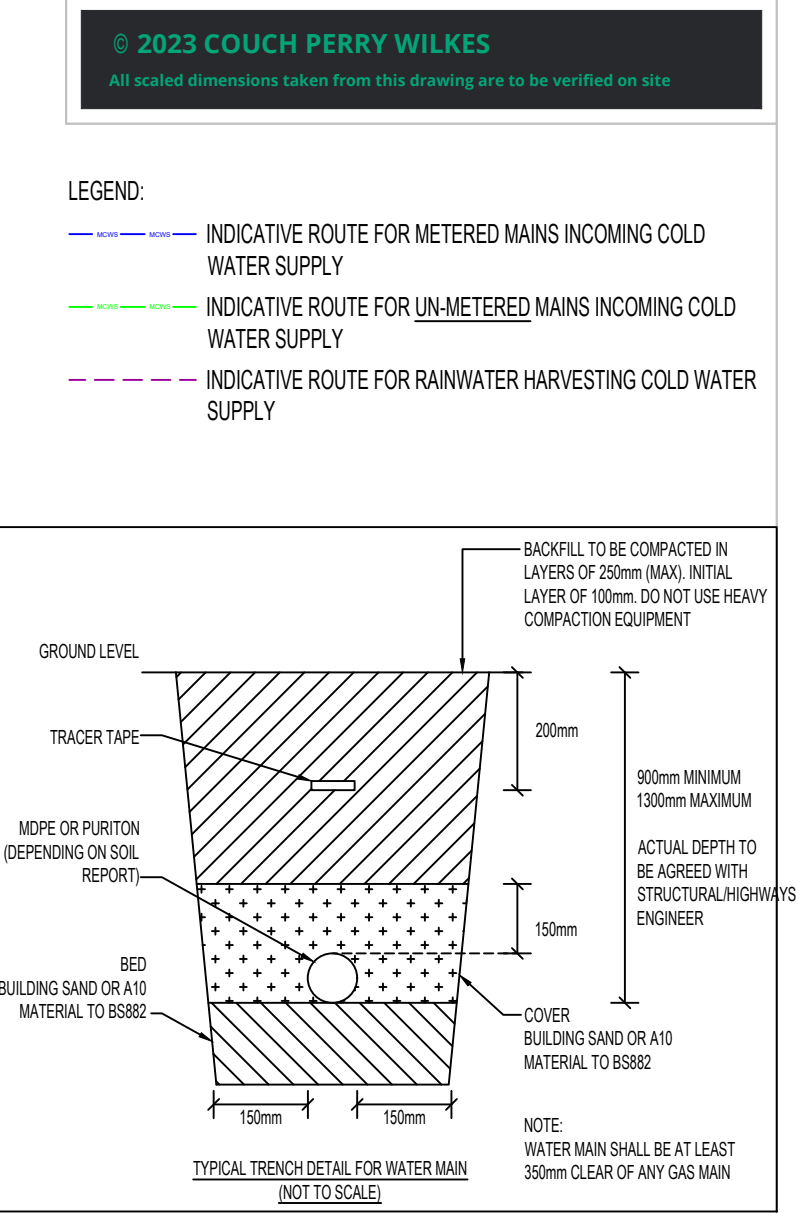 © 2023 COUCH PERRY WILKES
All scaled dimensions taken from this drawing are to be verified on site
LEGEND:
MCWS MCWS INDICATIVE ROUTE FOR METERED MAINS INCOMING COLD
WATER SUPPLY
MCWS MCWS INDICATIVE ROUTE FOR UN-METERED MAINS INCOMING COLD
WATER SUPPLY
INDICATIVE ROUTE FOR RAINWATER HARVESTING COLD WATER
SUPPLY
BACKFILL TO BE COMPACTED IN
LAYERS OF 250mm (MAX). INITIAL
LAYER OF 100mm. DO NOT USE HEAVY
COMPACTION EQUIPMENT
GROUND LEVEL
TRACER TAPE
200mm
900mm MINIMUM
1300mm MAXIMUM
ACTUAL DEPTH TO
BE AGREED WITH
STRUCTURAL/HIGHWAYS
ENGINEER
MDPE OR PURITON
(DEPENDING ON SOIL
REPORT)
150mm
BED
BUILDING SAND OR A10
MATERIAL TO BS882
COVER
BUILDING SAND OR A10
MATERIAL TO BS882
150mm 150mm
NOTE:
WATER MAIN SHALL BE AT LEAST
350mm CLEAR OF ANY GAS MAIN
TYPICAL TRENCH DETAIL FOR WATER MAIN
(NOT TO SCALE)